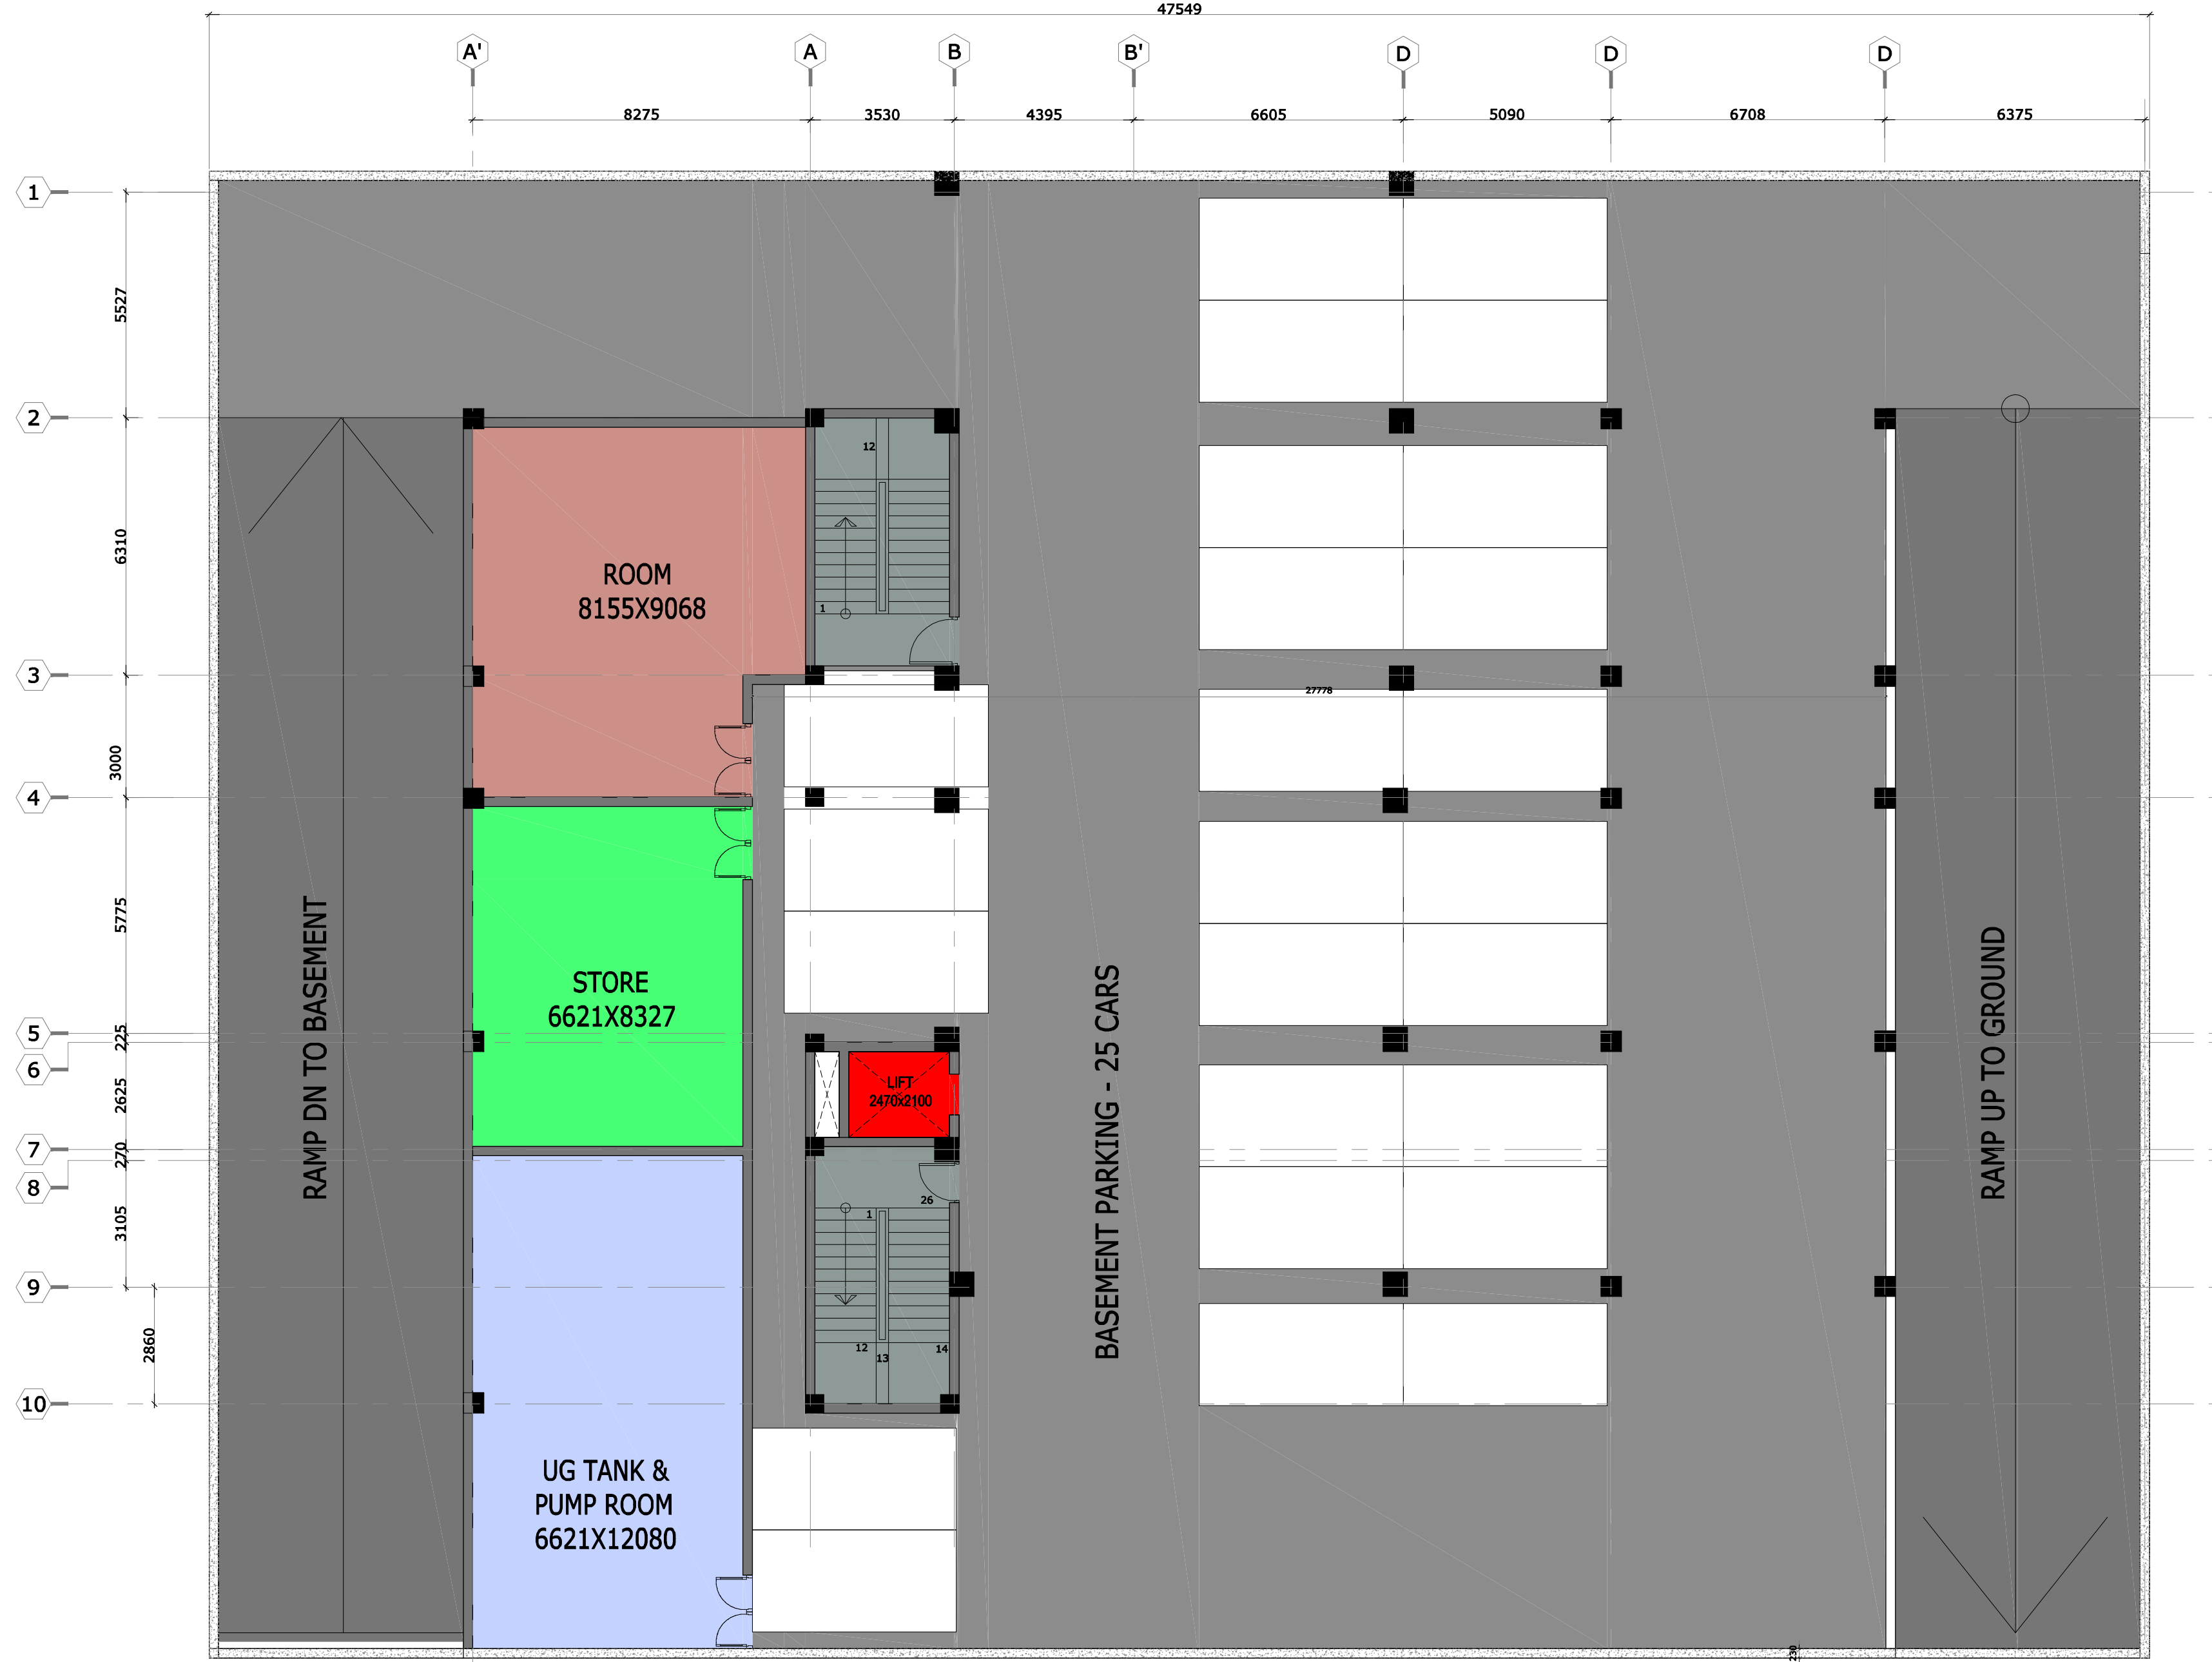 47549
A'
A
B
B'
D
D
D
8275
3530
4395
6605
5090
6708
6375
1
5527
2
12
6310
ROOM
8155X9068
1
3
27778
3000
4
5775
STORE
6621X8327
RAMP DN TO BASEMENT
BASEMENT PARKING - 25 CARS
RAMP UP TO GROUND
5
225
6
LIFT
2470x2100
2625
7
270
8
26
1
3105
9
12
13
14
2860
10
UG TANK &
PUMP ROOM
6621X12080
230